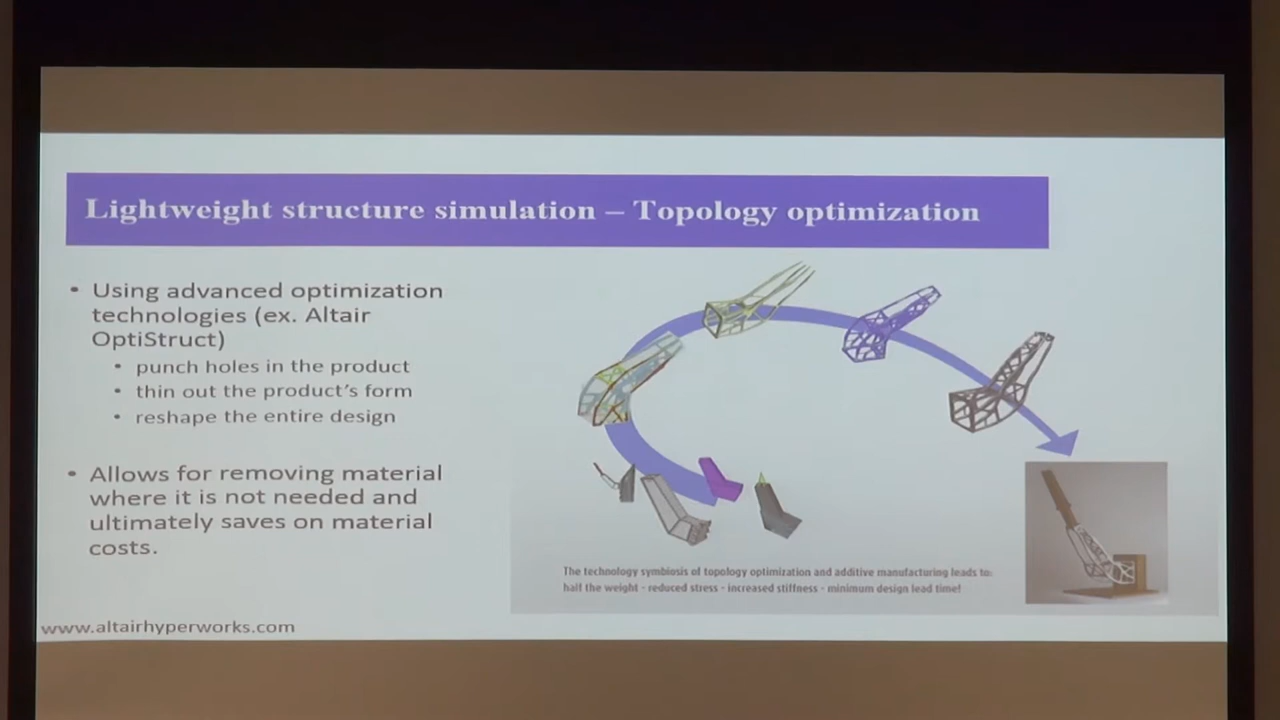 Lightweight structure simulation – Topology optimization
• Using advanced optimization
technologies (ex. Altair
OptiStruct)
• punch holes in the product
• thin out the product's form
• reshape the entire design
• Allows for removing material
where it is not needed and
ultimately saves on material
costs.
The technology symbiosis of topology optimization and additive manufacturing leads to:
half the weight - reduced stress - increased stiffness - minimum design lead time!
www.altairhyperworks.com